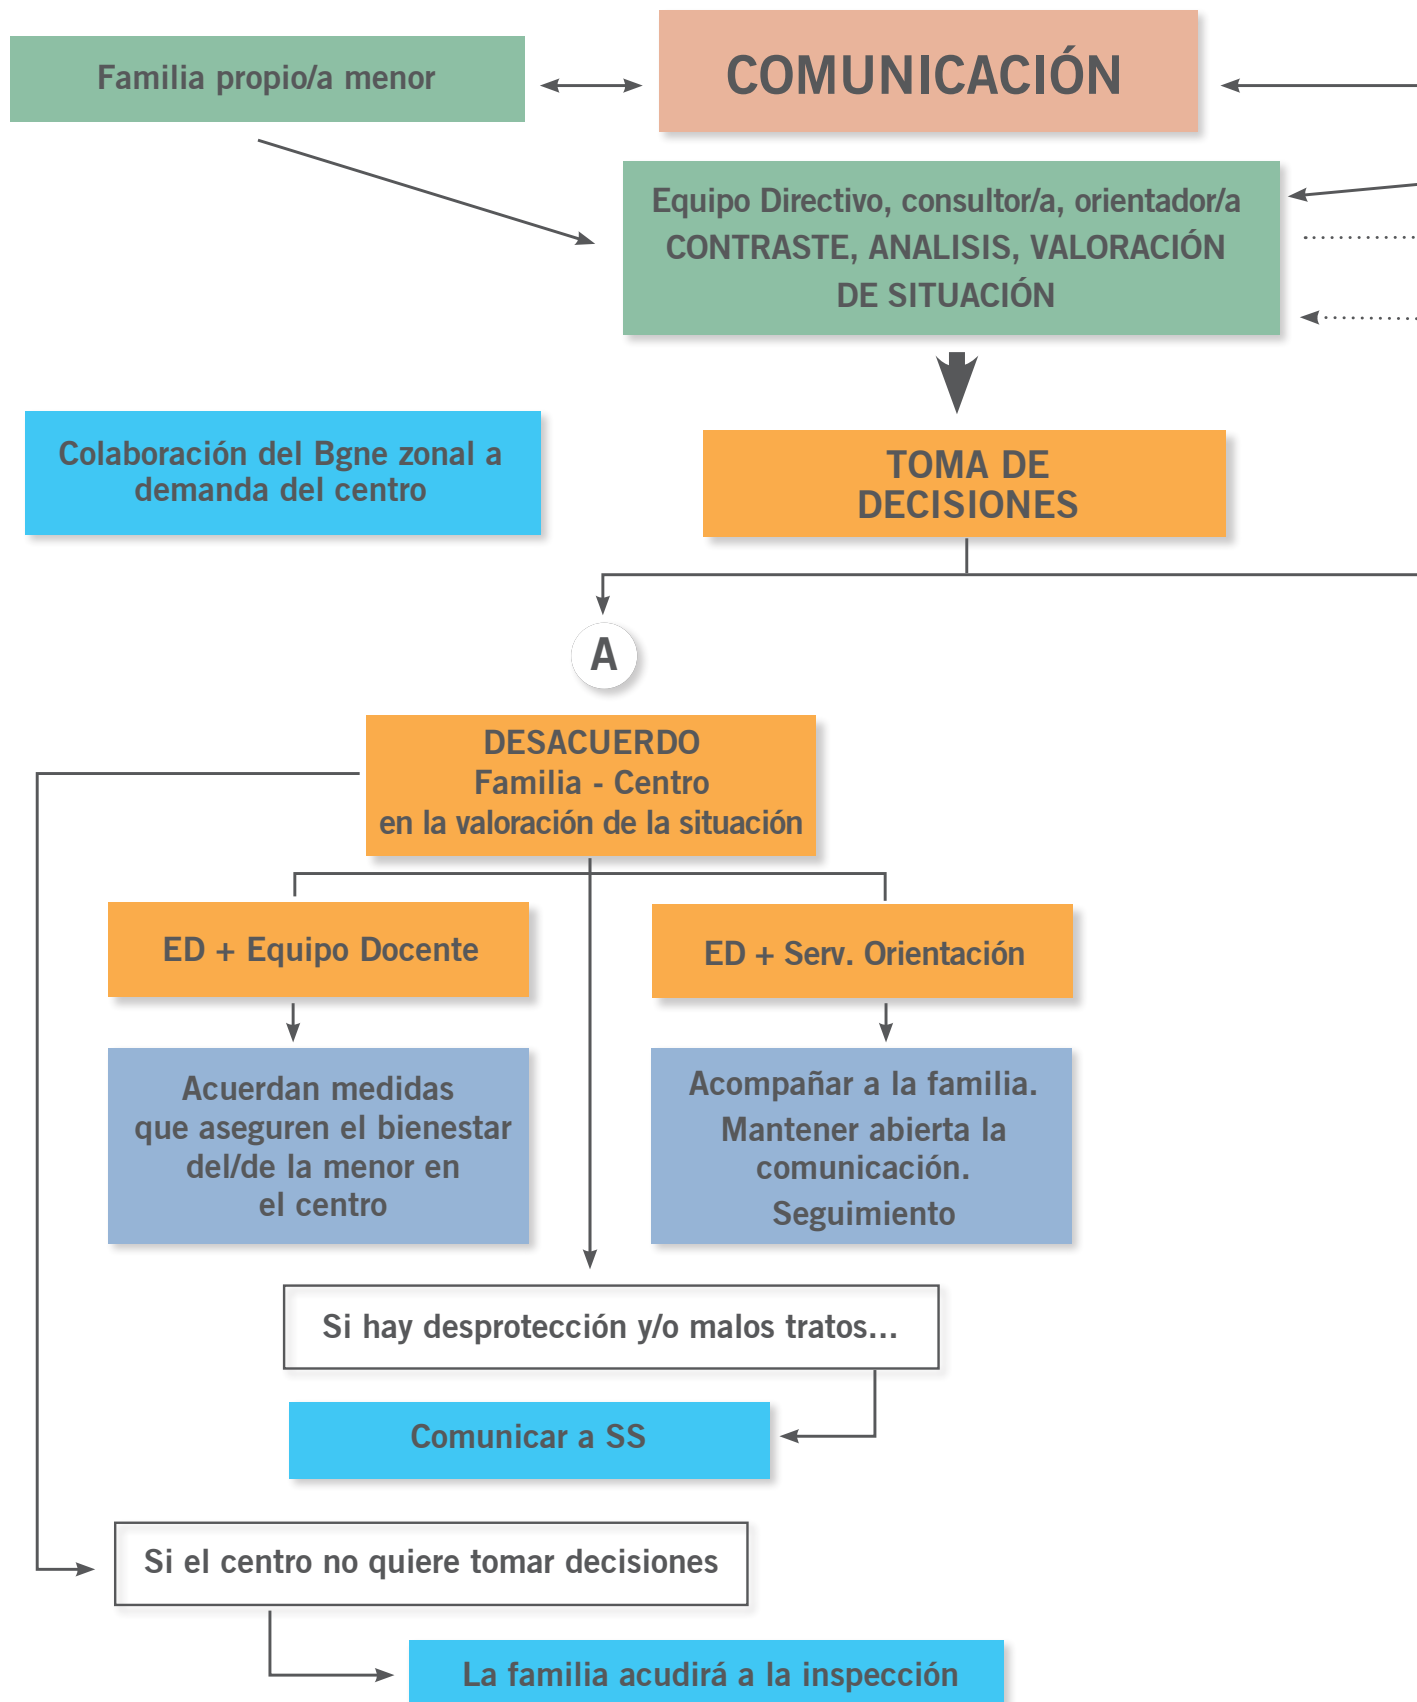 Familia propio/a menor
COMUNICACIÓN
Equipo Directivo, consultor/a, orientador/a
CONTRASTE, ANALISIS, VALORACIÓN
DE SITUACIÓN
Colaboración del Bgne zonal a
demanda del centro
TOMA DE
DECISIONES
A
DESACUERDO
Familia - Centro
en la valoración de la situación
ED + Equipo Docente
ED + Serv. Orientación
Acuerdan medidas
que aseguren el bienestar
del/de la menor en
el centro
Acompañar a la familia.
Mantener abierta la
comunicación.
Seguimiento
Si hay desprotección y/o malos tratos...
Comunicar a SS
Si el centro no quiere tomar decisiones
La familia acudirá a la inspección